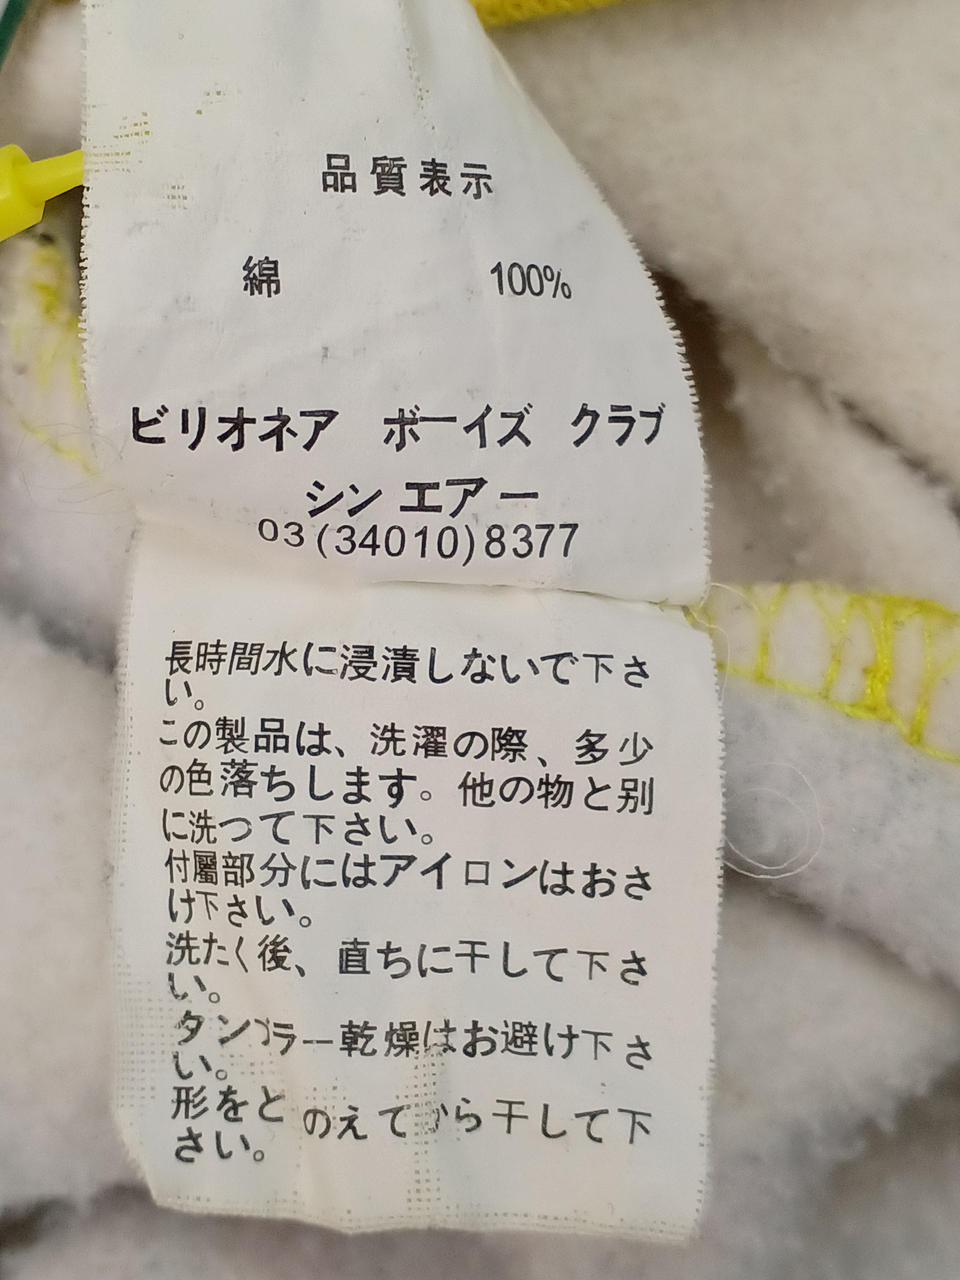 品質表示
綿 100%
ビリオネア ボーイズ クラブ
シン エアー
03(34010)8377
長時間水に浸漬しないで下さ
い。
この製品は、洗濯の際、多少
の色落ちします。他の物と別
に洗つて下さい。
付屬部分にはアイロンはおさ
け下さい。
洗たく後、直ちに干して下さ
い。
タンブラー乾燥はお避け下さ
い。
形をとのえてから干して下
さい。